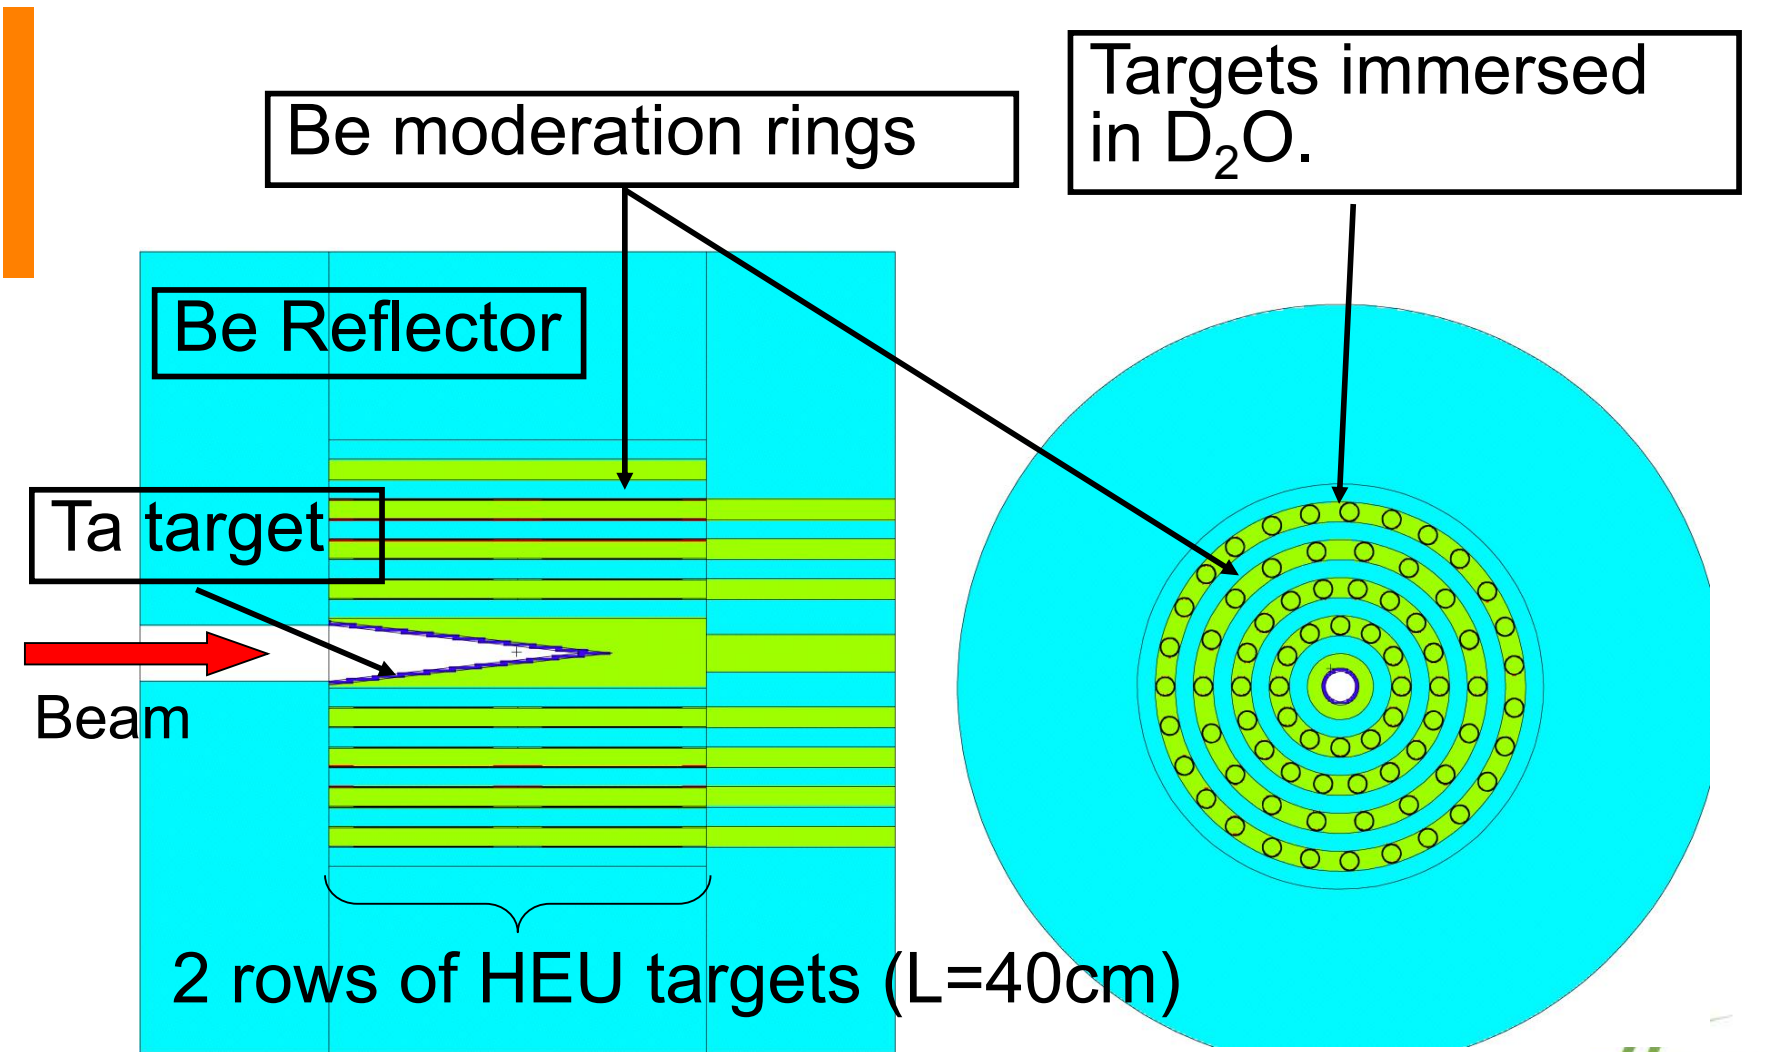 Be moderation rings
Targets immersed
in D₂O.
Be Reflector
Ta target
Beam
2 rows of HEU targets (L=40cm)